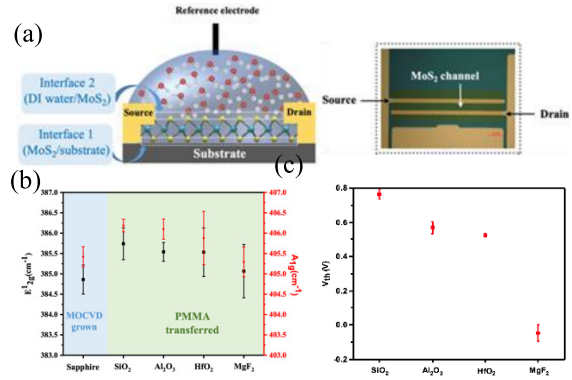 (a)
Reference electrode
Interface 2
(DI water/MoS₂)
Interface 1
(MoS₂/substrate)
Source
Drain
Substrate
MoS₂
channel
Source
Drain
(b)
387.0
386.5
386.0
385.5
385.0
384.5
384.0
383.5
383.0
E¹₂g(cm⁻¹)
407.0
406.5
406.0
405.5
405.0
404.5
404.0
403.5
403.0
A₁g(cm⁻¹)
MOCVD
grown
PMMA
transferred
Sapphire
SiO₂
Al₂O₃
HfO₂
MgF₂
(c)
0.8
0.6
0.4
0.2
0.0
-0.2
Vth(V)
SiO₂
Al₂O₃
HfO₂
MgF₂